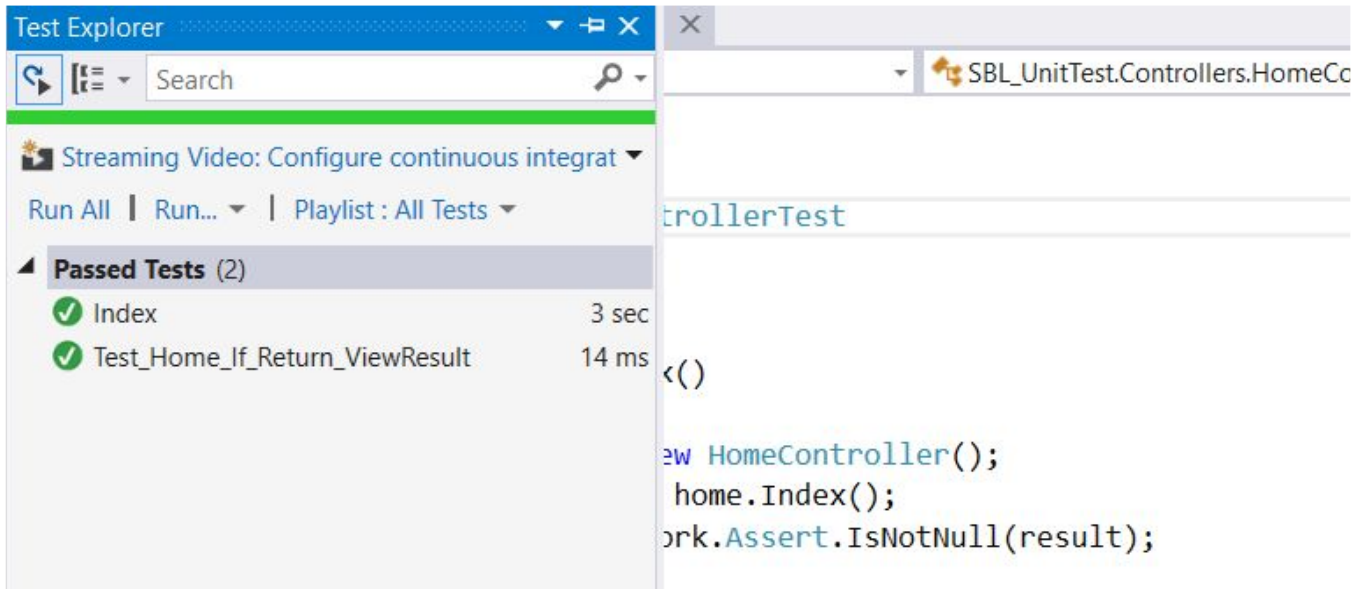 Test Explorer
Search
Streaming Video: Configure continuous integrat
Run All | Run... | Playlist : All Tests
Passed Tests (2)
Index 3 sec
Test_Home_If_Return_ViewResult 14 ms
SBL_UnitTest.Controllers.HomeCo
trollerTest
x()
ew HomeController();
home.Index();
ork.Assert.IsNotNull(result);